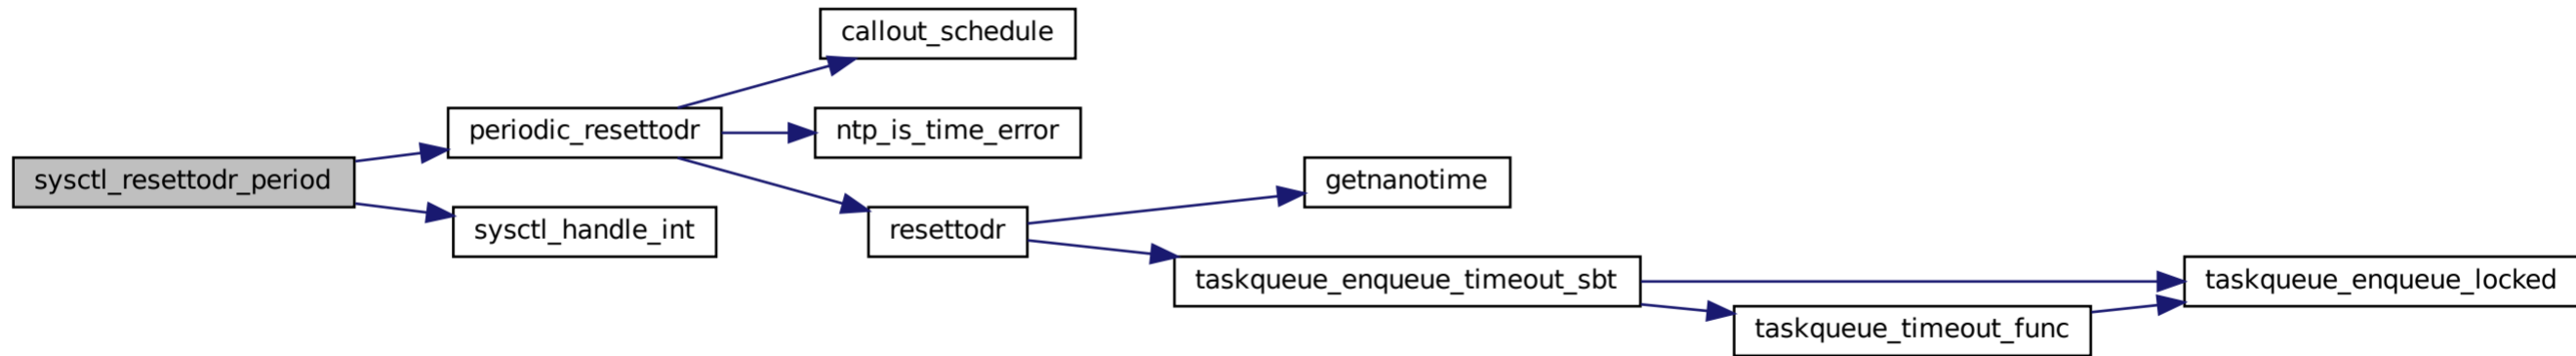 callout_schedule
periodic_resettodr
ntp_is_time_error
sysctl_resettodr_period
getnanotime
sysctl_handle_int
resettodr
taskqueue_enqueue_timeout_sbt
taskqueue_enqueue_locked
taskqueue_timeout_func